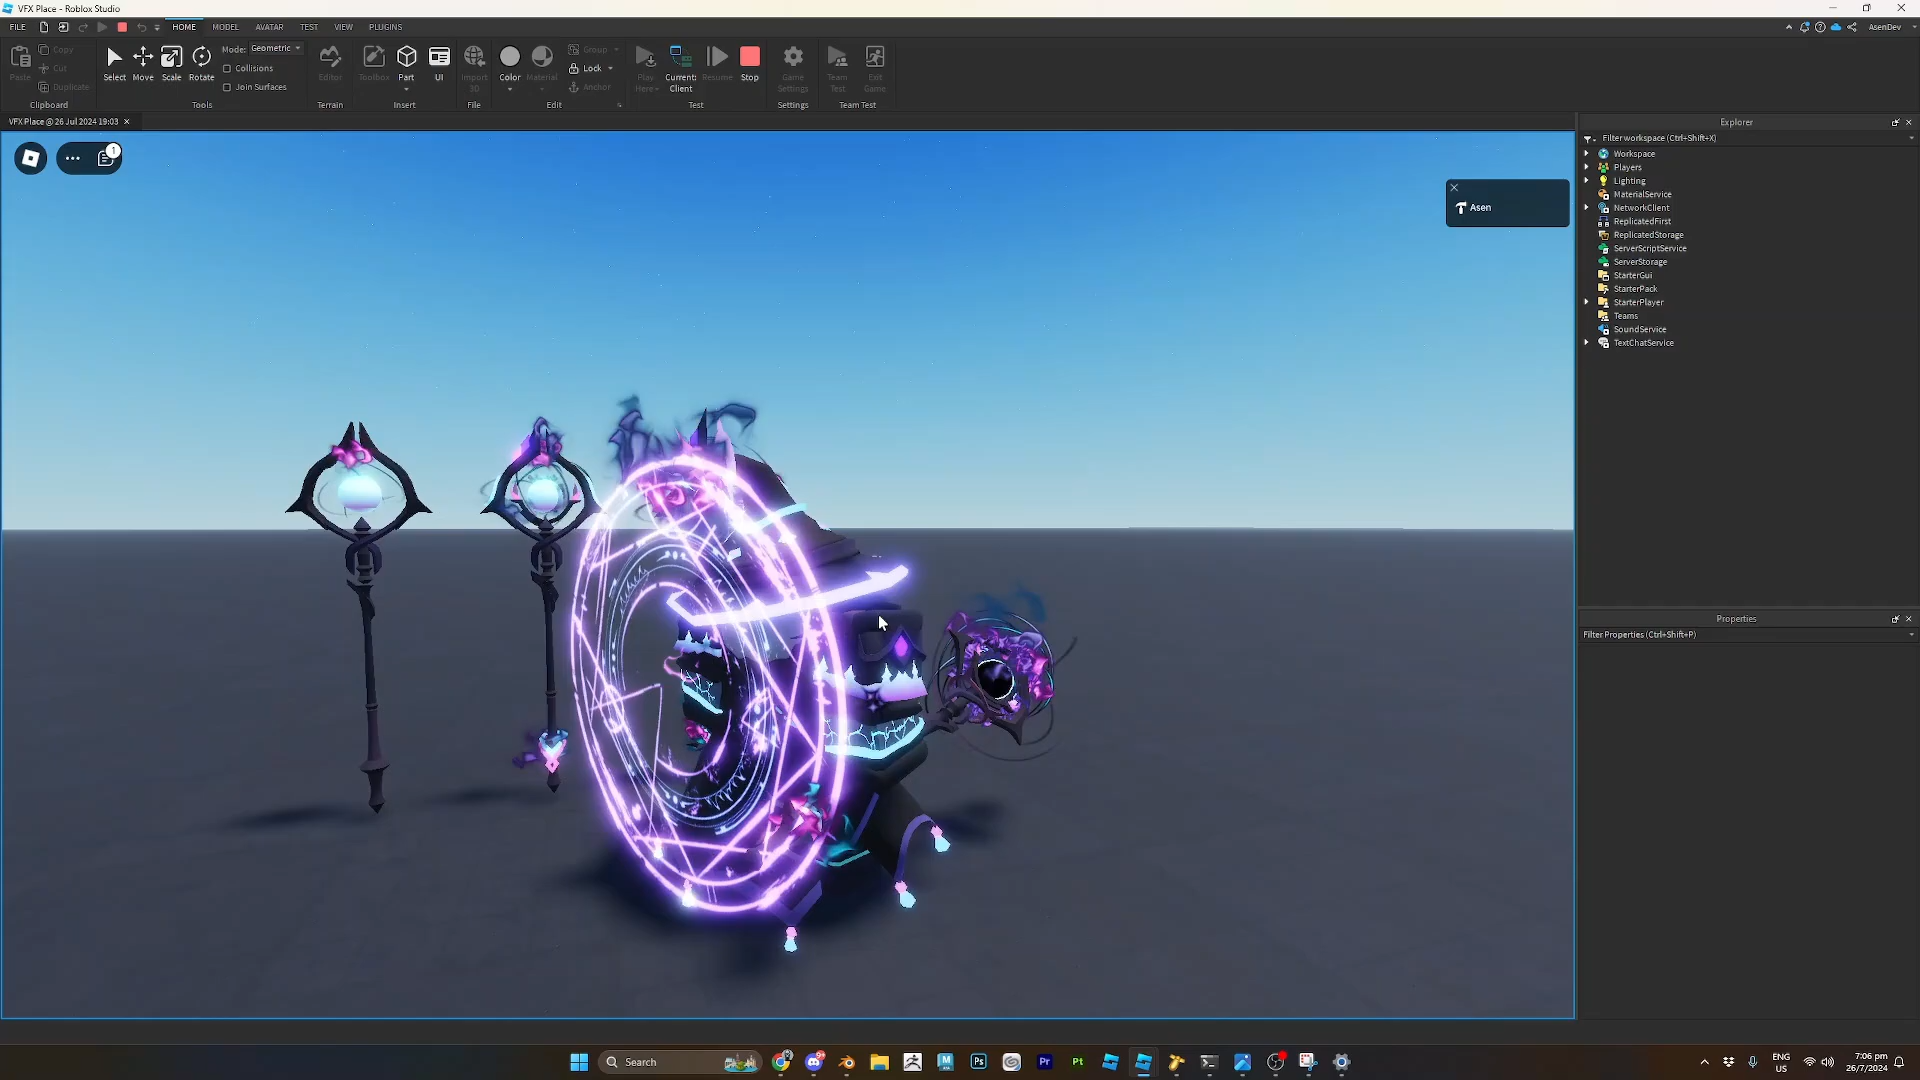 VFX Place - Roblox Studio
FILE HOME MODEL AVATAR TEST VIEW PLUGINS AsenDev
Paste Copy Cut Duplicate Clipboard
Select Move Scale Rotate Mode: Geometric Collisions Join Surfaces Tools
Editor Terrain
Toolbox Part UI Insert
Import 3D File
Color Material Group Lock Anchor Edit
Play Here Current: Client Resume Stop Test
Game Settings Settings
Team Test Exit Game Team Test
VFX Place @ 26 Jul 2024 19:03
1
Asen
Explorer
Filter workspace (Ctrl+Shift+X)
Workspace
Players
Lighting
MaterialService
NetworkClient
ReplicatedFirst
ReplicatedStorage
ServerScriptService
ServerStorage
StarterGui
StarterPack
StarterPlayer
Teams
SoundService
TextChatService
Properties
Filter Properties (Ctrl+Shift+P)
Search
Ps
Pr
Pt
ENG
US
7:06 pm
26/7/2024